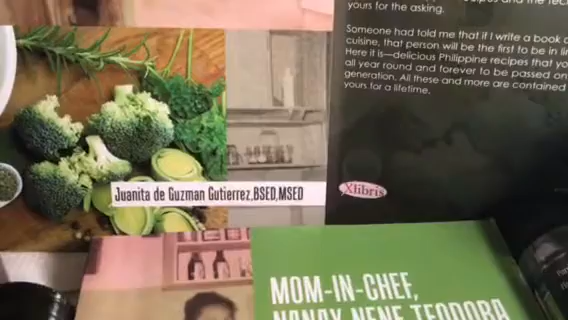 yours for the asking.
Someone had told me that if I write a book
cuisine, that person will be the first to be in
Here it is—delicious Philippine recipes that
all year round and forever to be passed on
generation. All these and more are contained
yours for a lifetime.
Juanita de Guzman Gutierrez,BSED,MSED
Xlibris
MOM-IN-CHEF,
NANAY NENE TEODORA